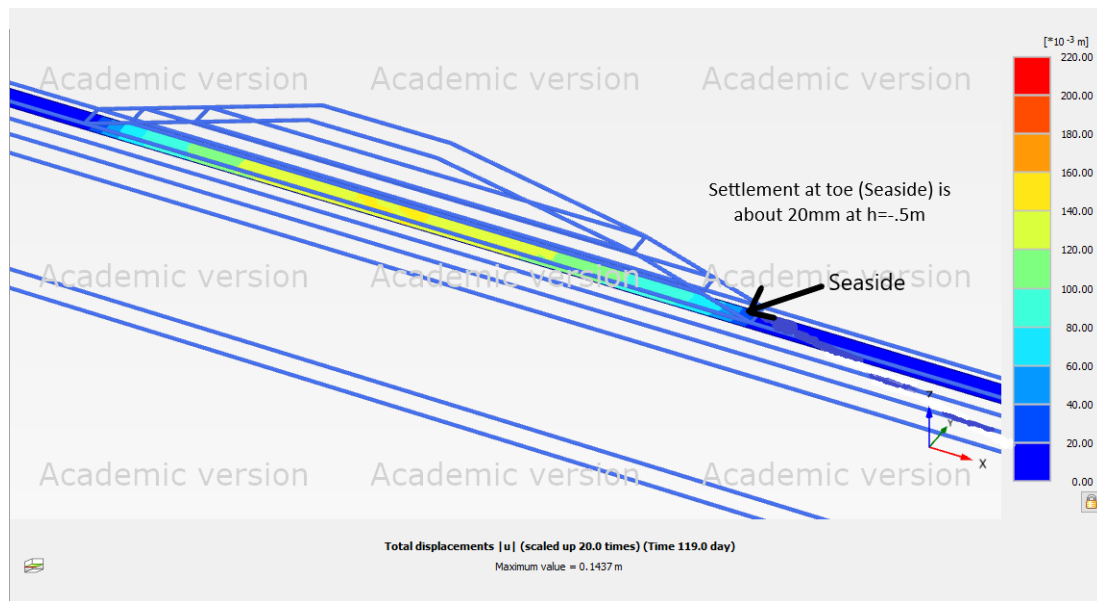 [*10⁻³ m]
Academic version Academic version Academic version
220.00
200.00
180.00
160.00
140.00
120.00
100.00
80.00
60.00
40.00
20.00
0.00
Settlement at toe (Seaside) is
about 20mm at h=-.5m
Academic version Academic version Academic version
Seaside
Z
Y
X
Academic version Academic version Academic version
Total displacements |u| (scaled up 20.0 times) (Time 119.0 day)
Maximum value = 0.1437 m